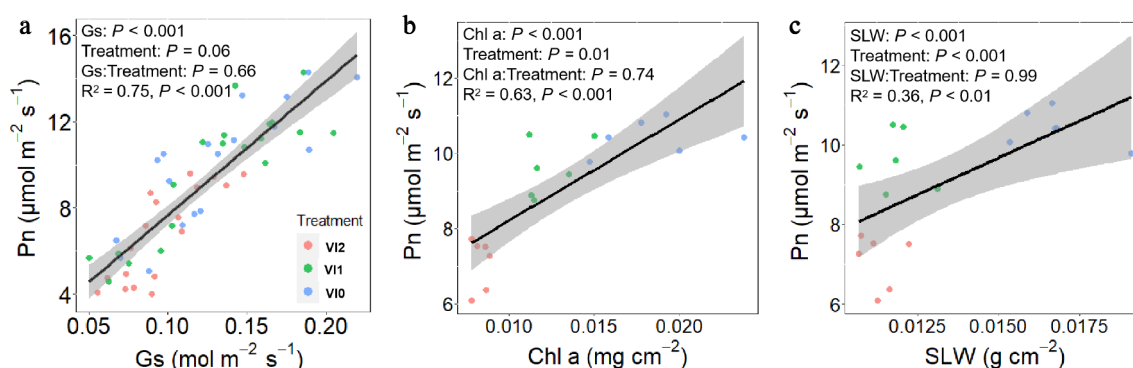 a
Gs: P < 0.001
Treatment: P = 0.06
Gs:Treatment: P = 0.66
R² = 0.75, P < 0.001
16
12
8
4
Pn (μmol m⁻² s⁻¹)
Treatment
VI2
VI1
VI0
0.05 0.10 0.15 0.20
Gs (mol m⁻² s⁻¹)
b
Chl a: P < 0.001
Treatment: P = 0.01
Chl a:Treatment: P = 0.74
R² = 0.63, P < 0.001
12
10
8
6
Pn (μmol m⁻² s⁻¹)
0.010 0.015 0.020
Chl a (mg cm⁻²)
c
SLW: P < 0.001
Treatment: P < 0.001
SLW:Treatment: P = 0.99
R² = 0.36, P < 0.01
12
10
8
6
Pn (μmol m⁻² s⁻¹)
0.0125 0.0150 0.0175
SLW (g cm⁻²)